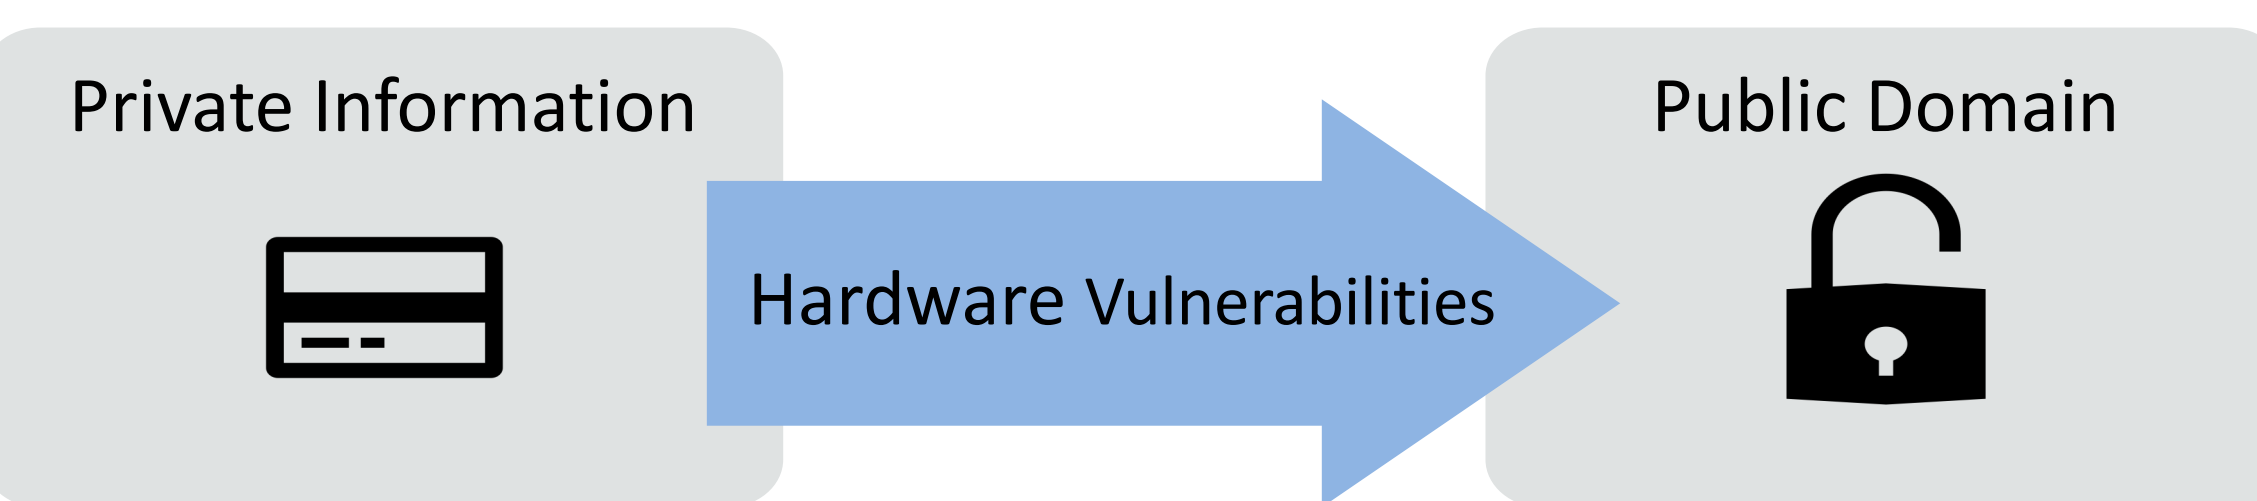 Private Information
Hardware Vulnerabilities
Public Domain